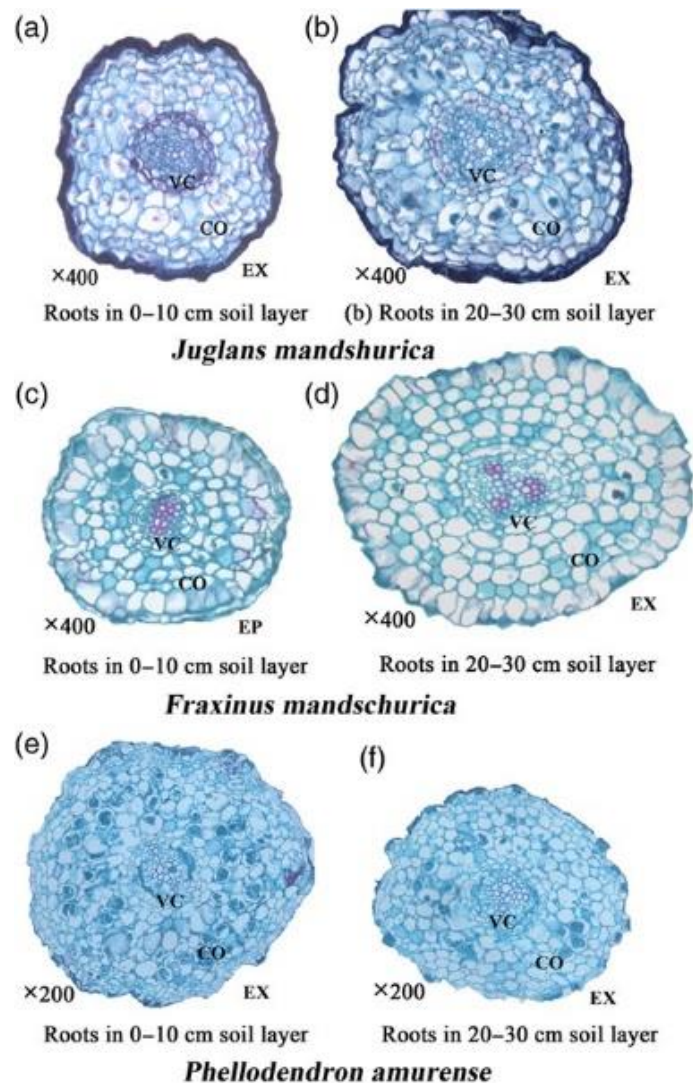 (a)
(b)
VC
CO
×400
EX
VC
CO
×400
EX
Roots in 0–10 cm soil layer
(b) Roots in 20–30 cm soil layer
Juglans mandshurica
(c)
(d)
VC
CO
×400
EP
VC
CO
×400
EX
Roots in 0–10 cm soil layer
Roots in 20–30 cm soil layer
Fraxinus mandschurica
(e)
(f)
VC
CO
×200
EX
VC
CO
×200
EX
Roots in 0–10 cm soil layer
Roots in 20–30 cm soil layer
Phellodendron amurense